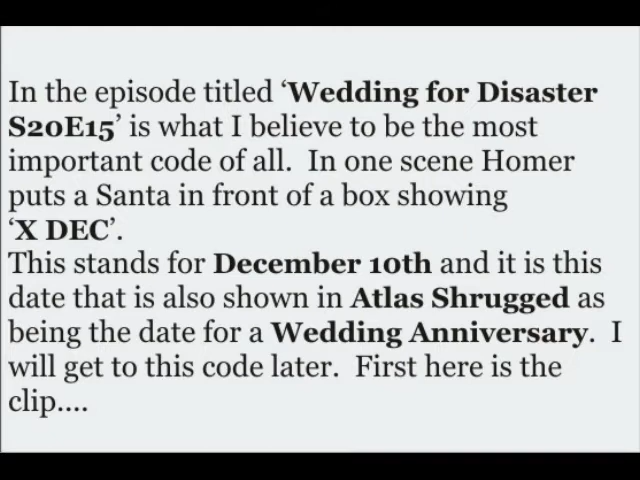 In the episode titled ‘Wedding for Disaster
S20E15’ is what I believe to be the most
important code of all.  In one scene Homer
puts a Santa in front of a box showing
‘X DEC’.
This stands for December 10th and it is this
date that is also shown in Atlas Shrugged as
being the date for a Wedding Anniversary.  I
will get to this code later.  First here is the
clip....